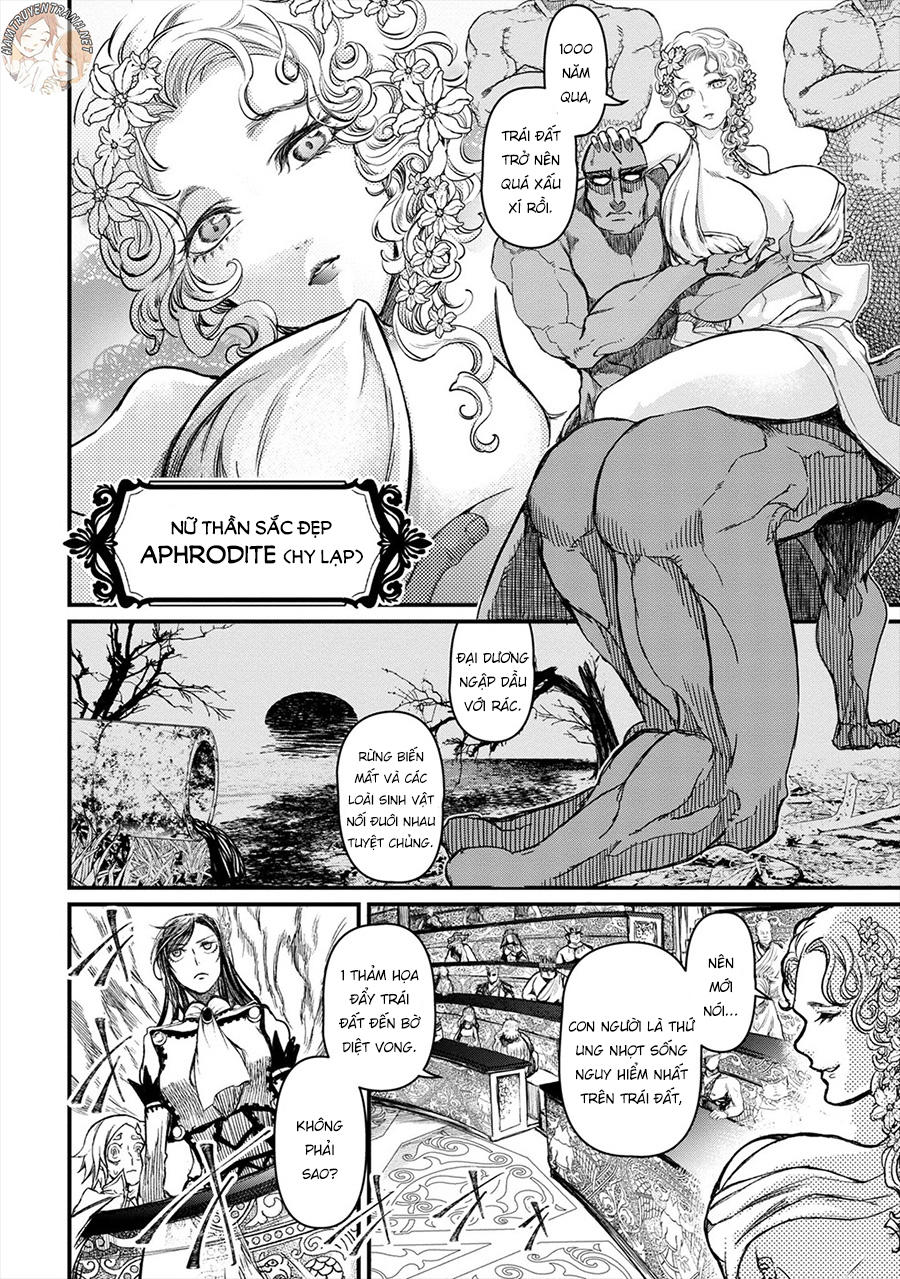 HAMTRUYENTRANH.NET
1000
NĂM
QUA,
TRÁI ĐẤT
TRỞ NÊN
QUÁ XẤU
XÍ RỒI.
NỮ THẦN SẮC ĐẸP
APHRODITE (HY LẠP)
ĐẠI DƯƠNG
NGẬP DẦU
VỚI RÁC.
RỪNG BIẾN
MẤT VÀ CÁC
LOÀI SINH VẬT
NỐI ĐUÔI NHAU
TUYỆT CHỦNG.
NÊN
MỚI
NÓI...
CON NGƯỜI LÀ THỨ
UNG NHỌT SỐNG
NGUY HIỂM NHẤT
TRÊN TRÁI ĐẤT,
1 THẢM HỌA
ĐẨY TRÁI
ĐẤT ĐẾN BỜ
DIỆT VONG.
KHÔNG
PHẢI
SAO?